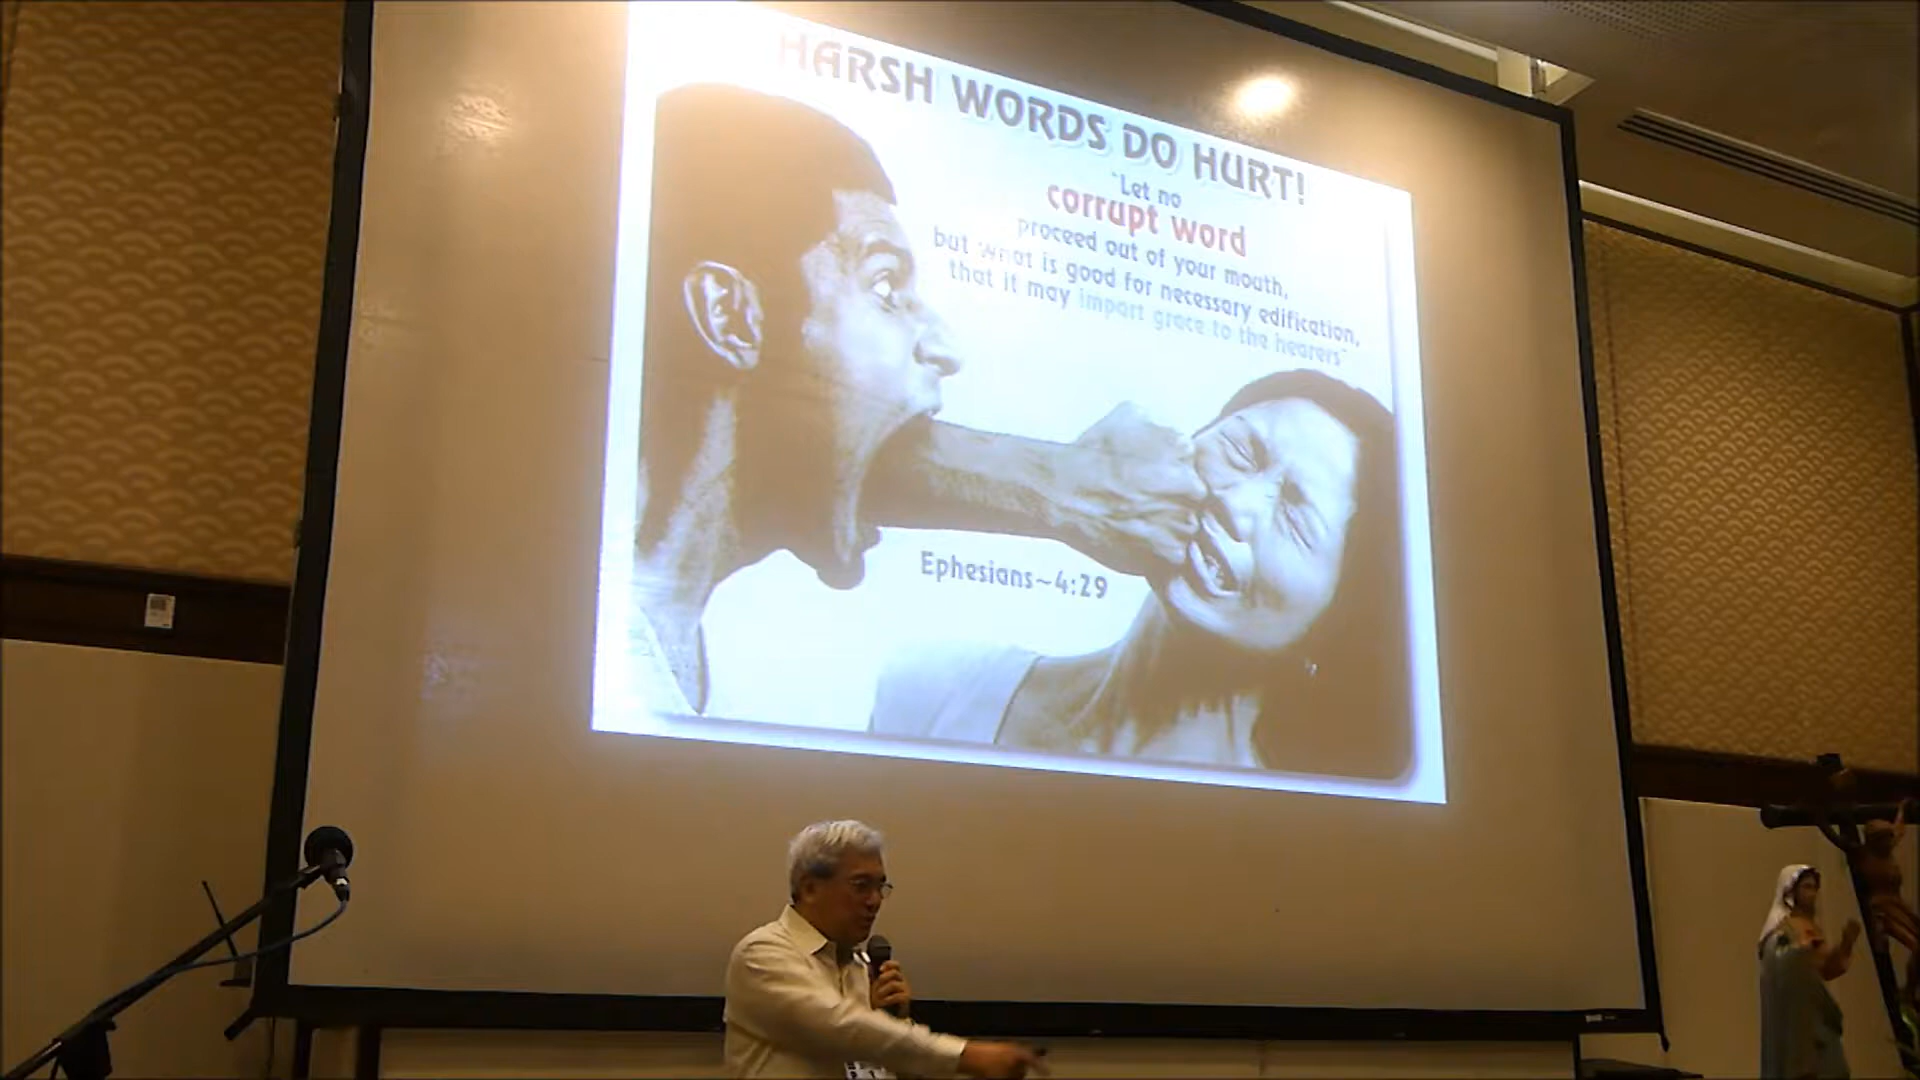 HARSH WORDS DO HURT!
"Let no
corrupt word
proceed out of your mouth,
but what is good for necessary edification,
that it may impart grace to the hearers"
Ephesians~4:29